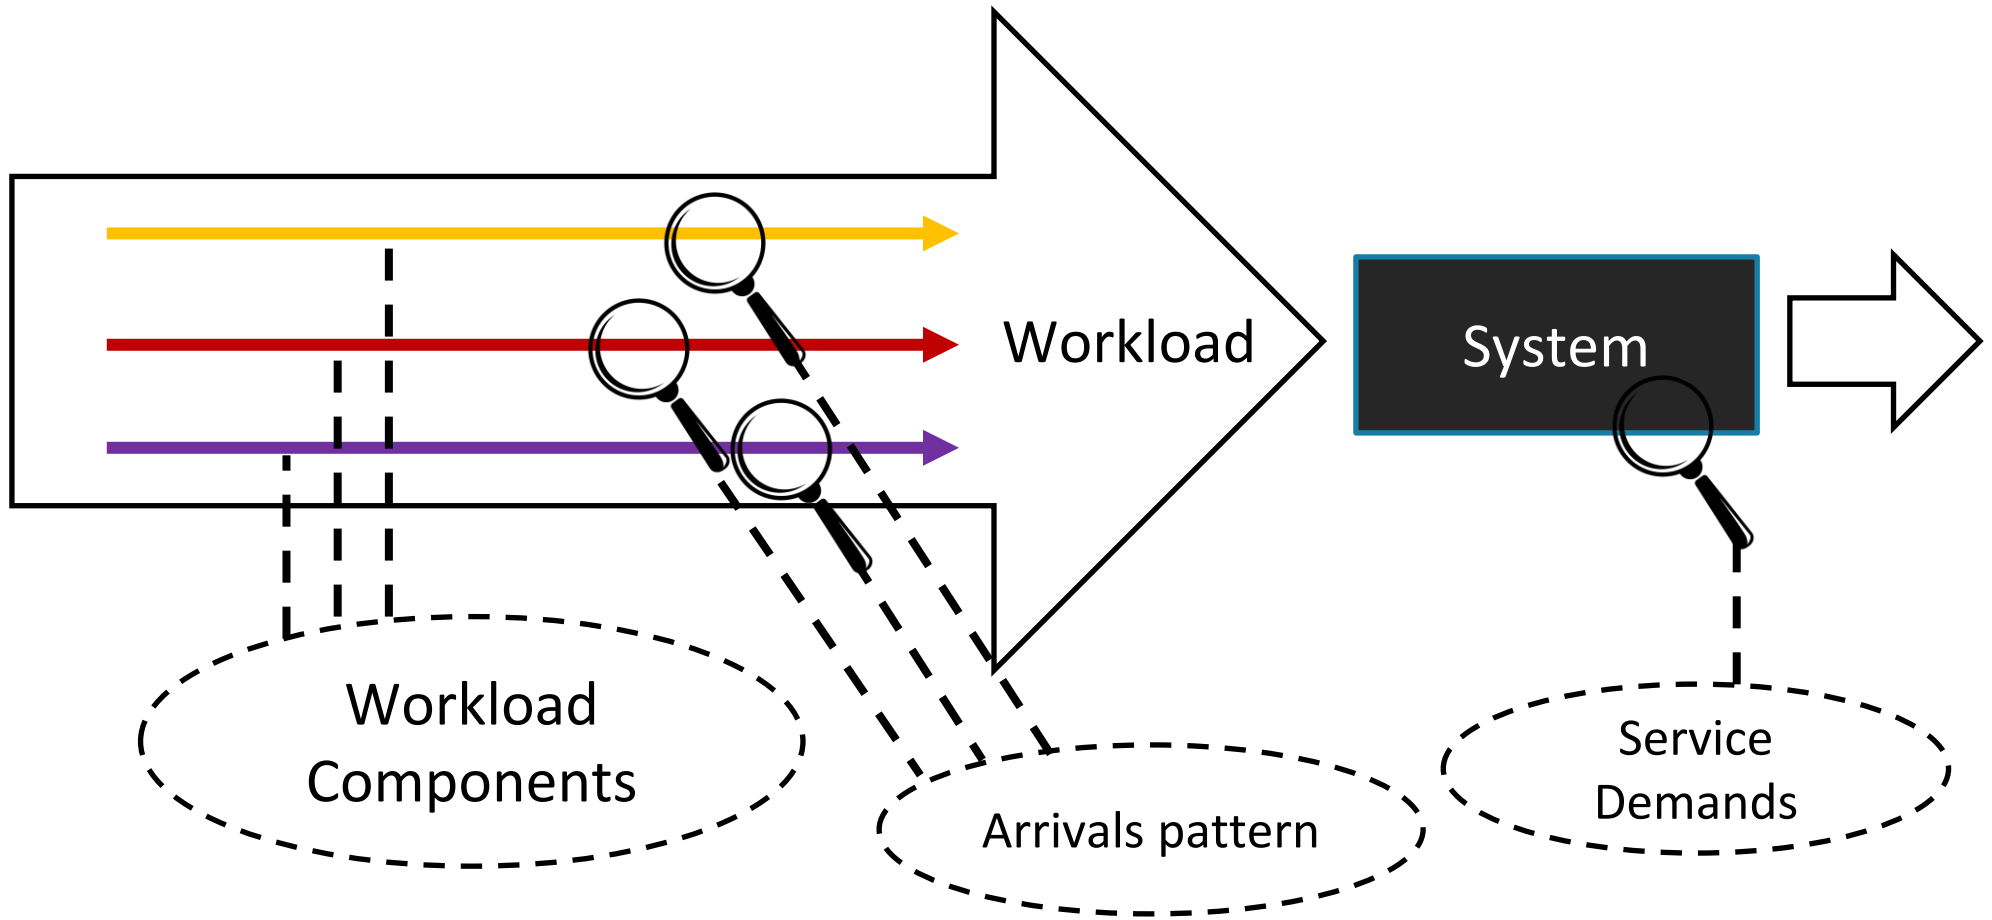 Workload
System
Workload
Components
Arrivals pattern
Service
Demands